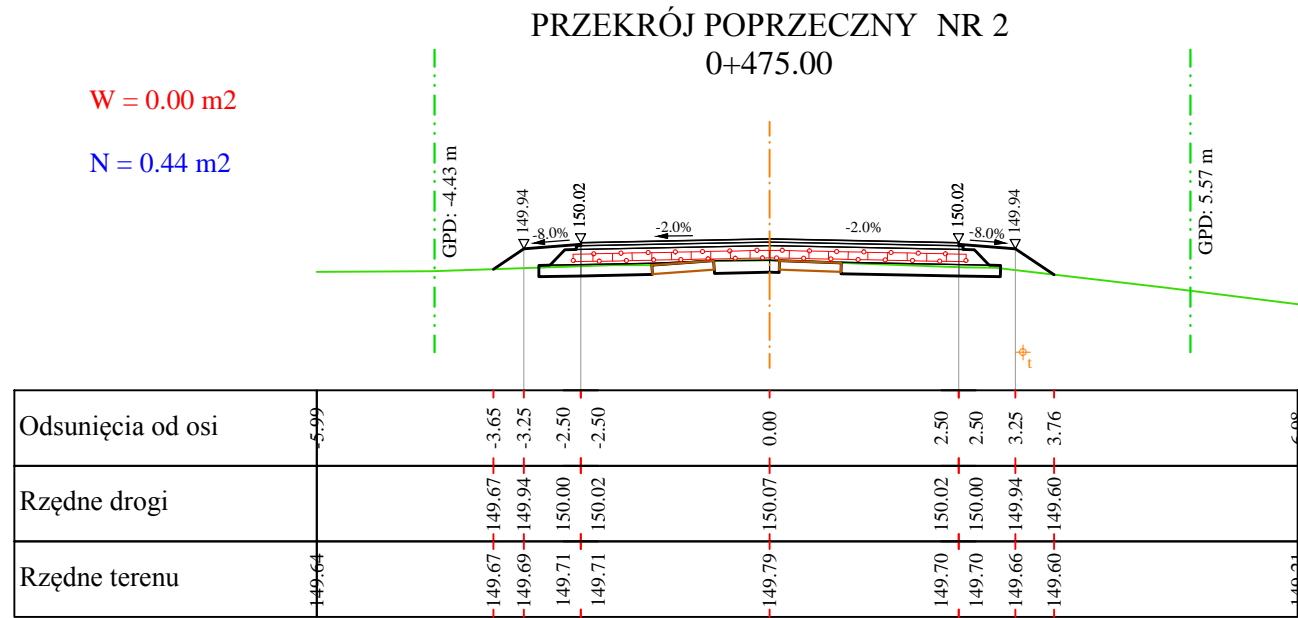 PRZEKRÓJ POPRZECZNY NR 2
0+475.00
W = 0.00 m2
N = 0.44 m2
GPD: -4.43 m
GPD: 5.57 m
149.94
150.02
150.02
149.94
-8.0%
-2.0%
-2.0%
-8.0%
t
Odsunięcia od osi -5.99 -3.65 -3.25 -2.50 -2.50 0.00 2.50 2.50 3.25 3.76
Rzędne drogi 149.67 149.94 150.00 150.02 150.07 150.02 150.00 149.94 149.60
Rzędne terenu 149.64 149.67 149.69 149.71 149.71 149.79 149.70 149.70 149.66 149.60